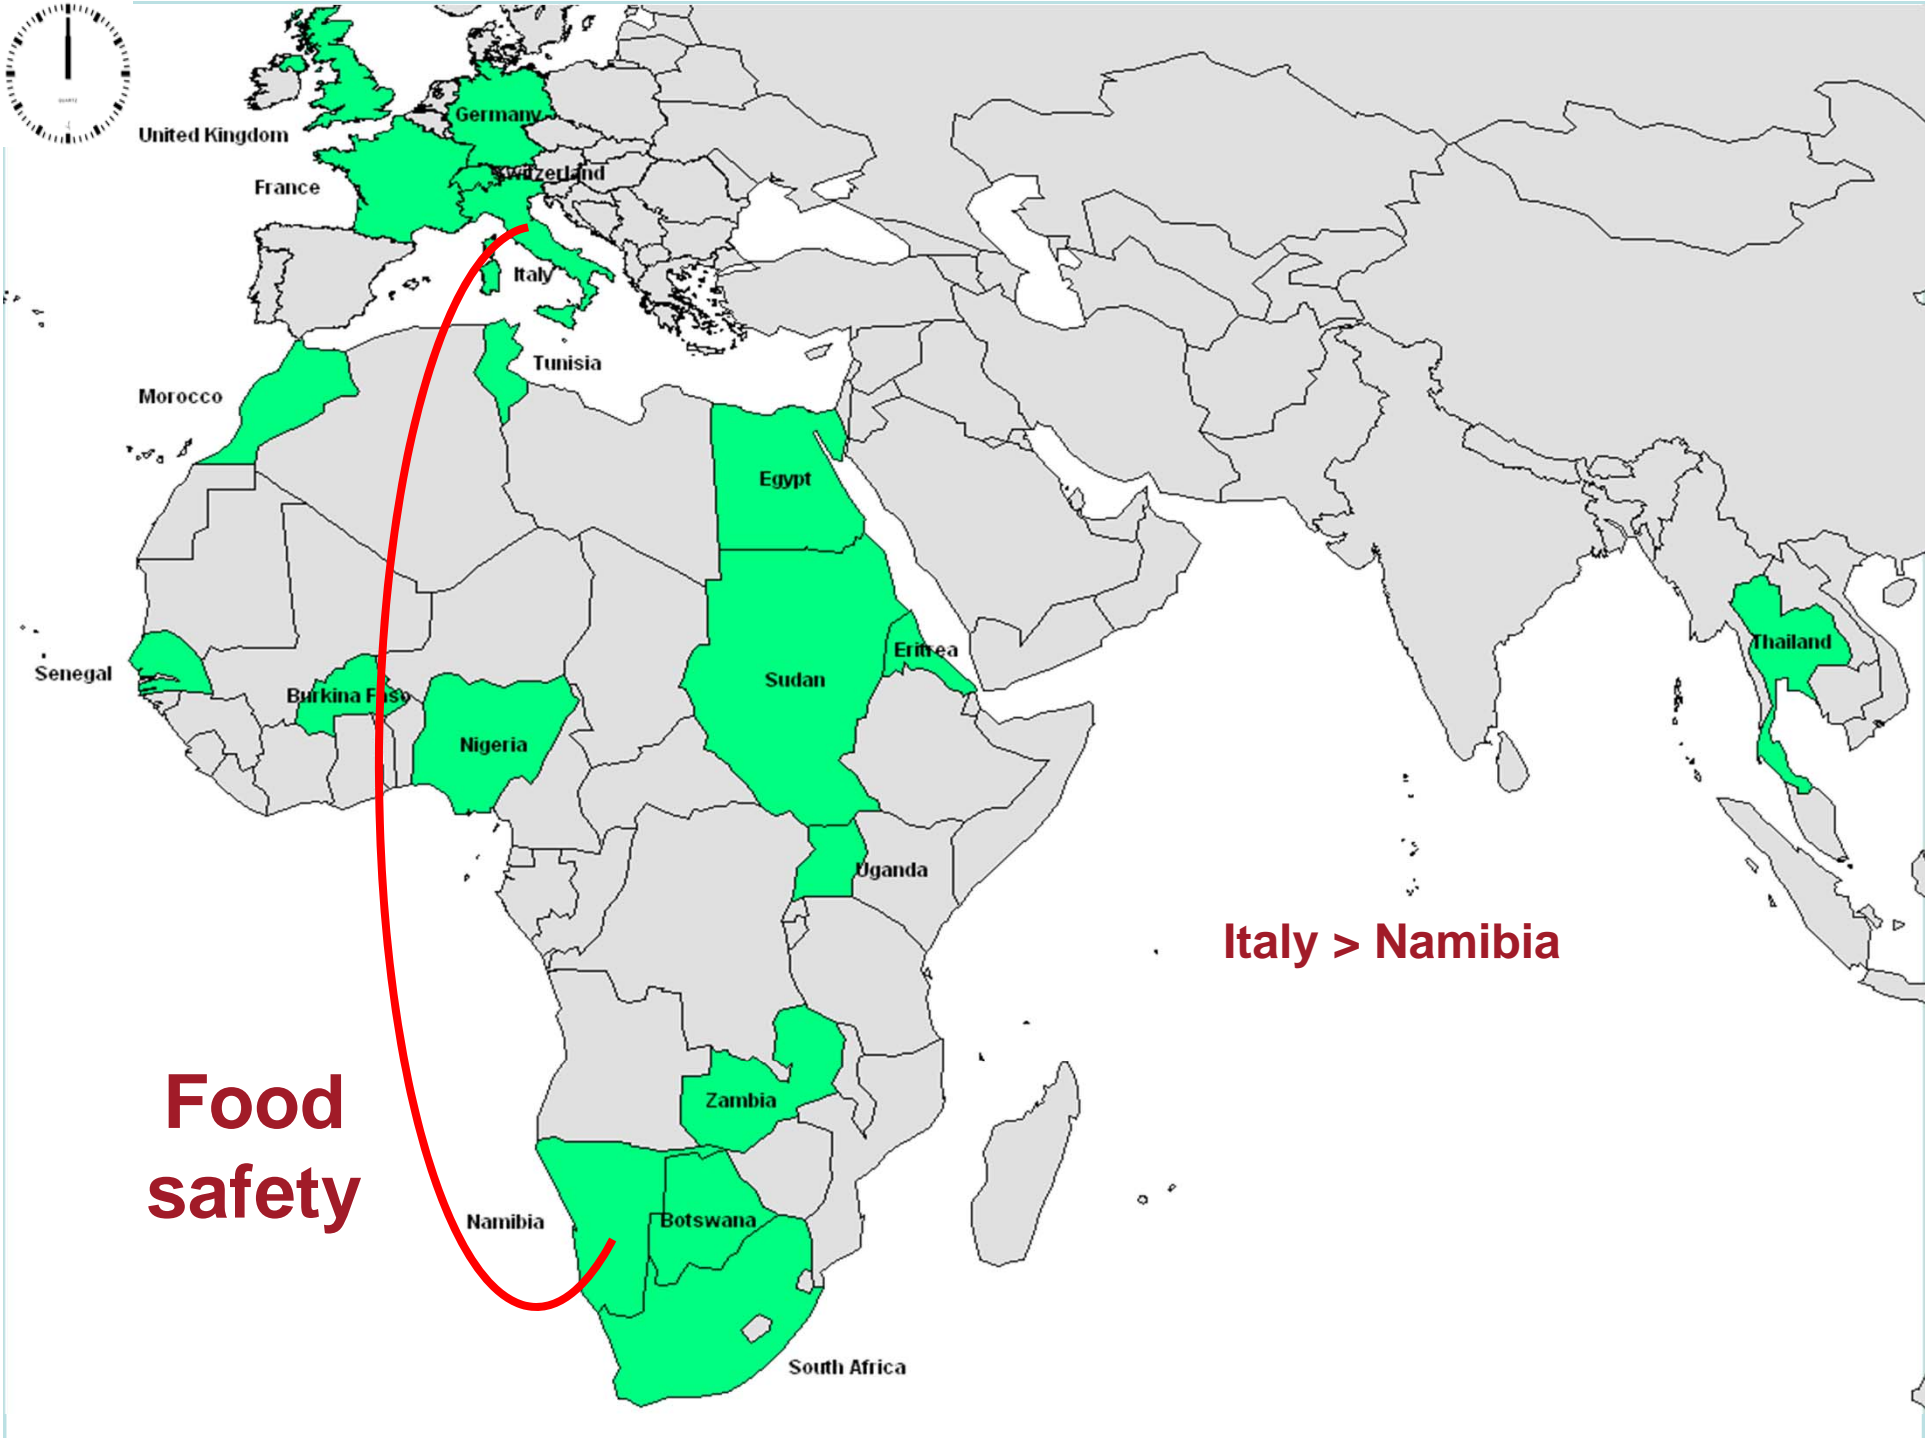 United Kingdom
Germany
Switzerland
France
Italy
Tunisia
Morocco
Egypt
Thailand
Eritrea
Senegal
Sudan
Burkina Faso
Nigeria
Uganda
Italy > Namibia
Food
safety
Zambia
Namibia
Botswana
South Africa